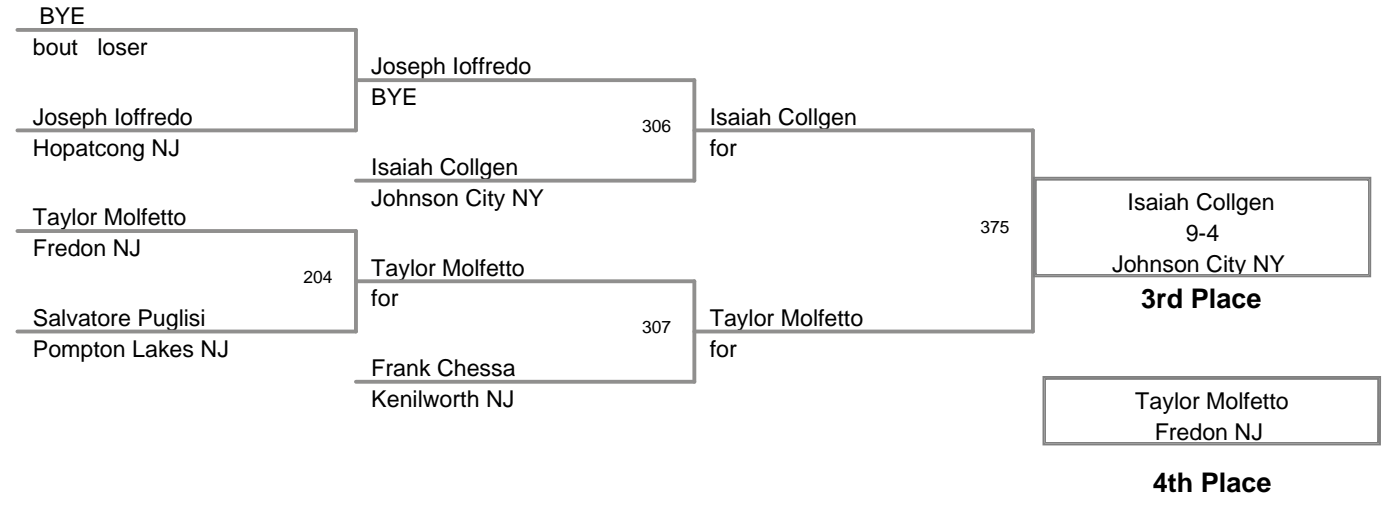 BYE
bout loser
Joseph Ioffredo
BYE
Joseph Ioffredo
Hopatcong NJ
306
Isaiah Collgen
for
Isaiah Collgen
Johnson City NY
Taylor Molfetto
Fredon NJ
375
Isaiah Collgen
9-4
Johnson City NY
3rd Place
204
Taylor Molfetto
for
Salvatore Puglisi
Pompton Lakes NJ
307
Taylor Molfetto
for
Frank Chessa
Kenilworth NJ
Taylor Molfetto
Fredon NJ
4th Place